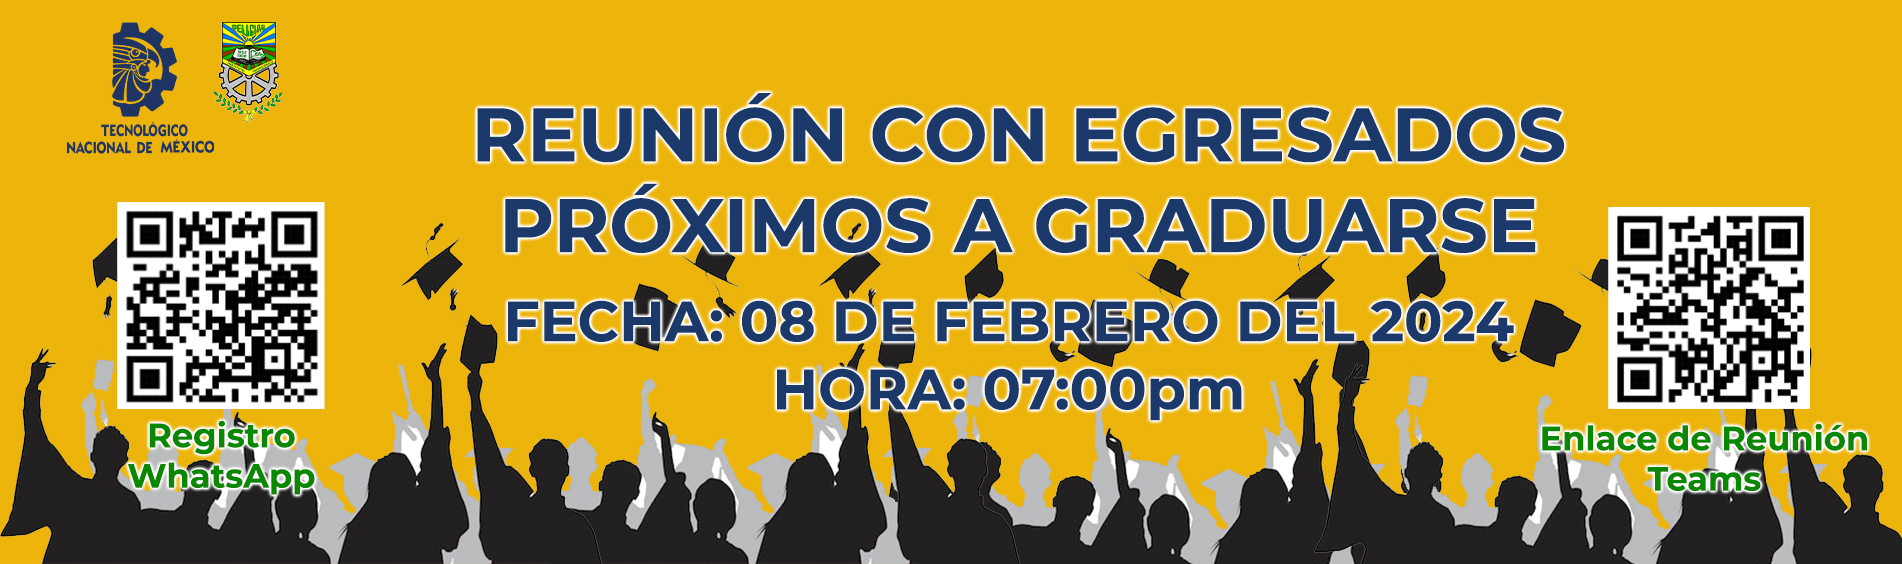 DELICIAS
TECNOLÓGICO
NACIONAL DE MÉXICO
REUNIÓN CON EGRESADOS
PRÓXIMOS A GRADUARSE
FECHA: 08 DE FEBRERO DEL 2024
HORA: 07:00pm
Registro
WhatsApp
Enlace de Reunión
Teams